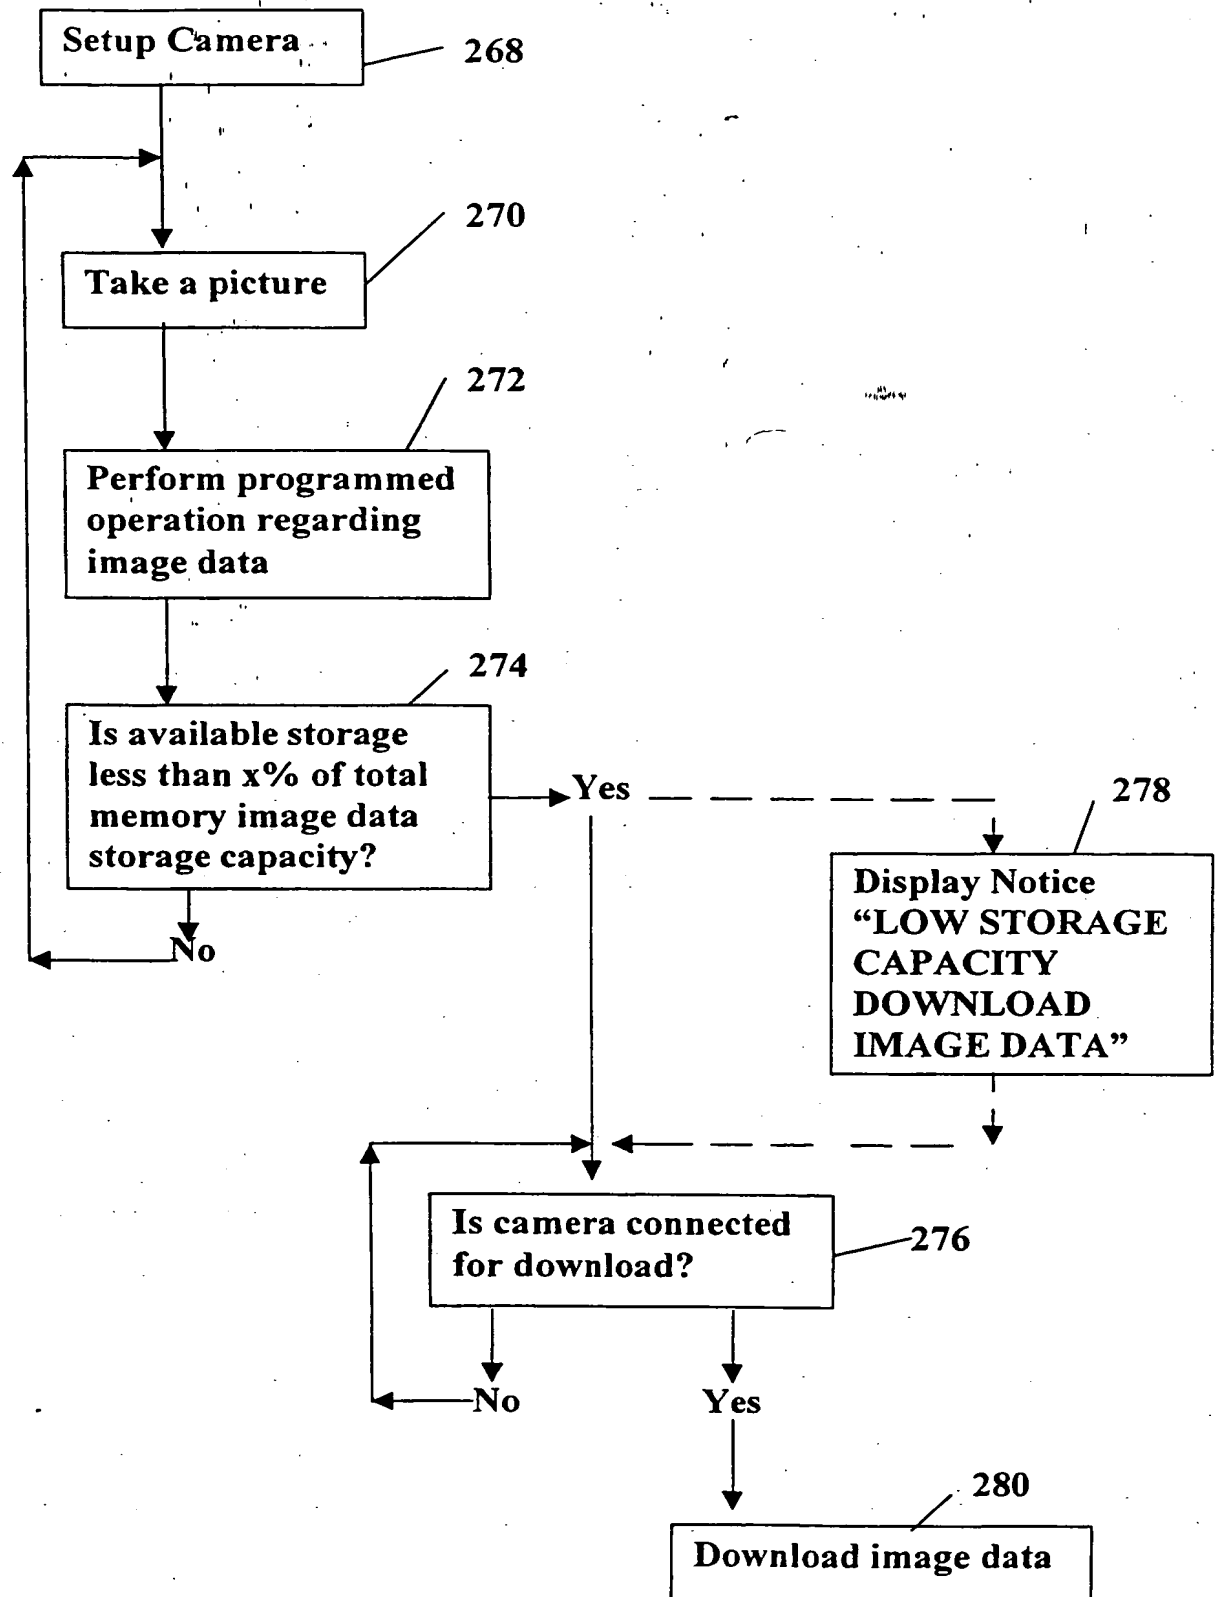 Setup Camera
268
270
Take a picture
272
Perform programmed
operation regarding
image data
274
Is available storage
less than x% of total
memory image data
storage capacity?
Yes
278
No
Display Notice
“LOW STORAGE
CAPACITY
DOWNLOAD
IMAGE DATA”
Is camera connected
for download?
276
No
Yes
280
Download image data